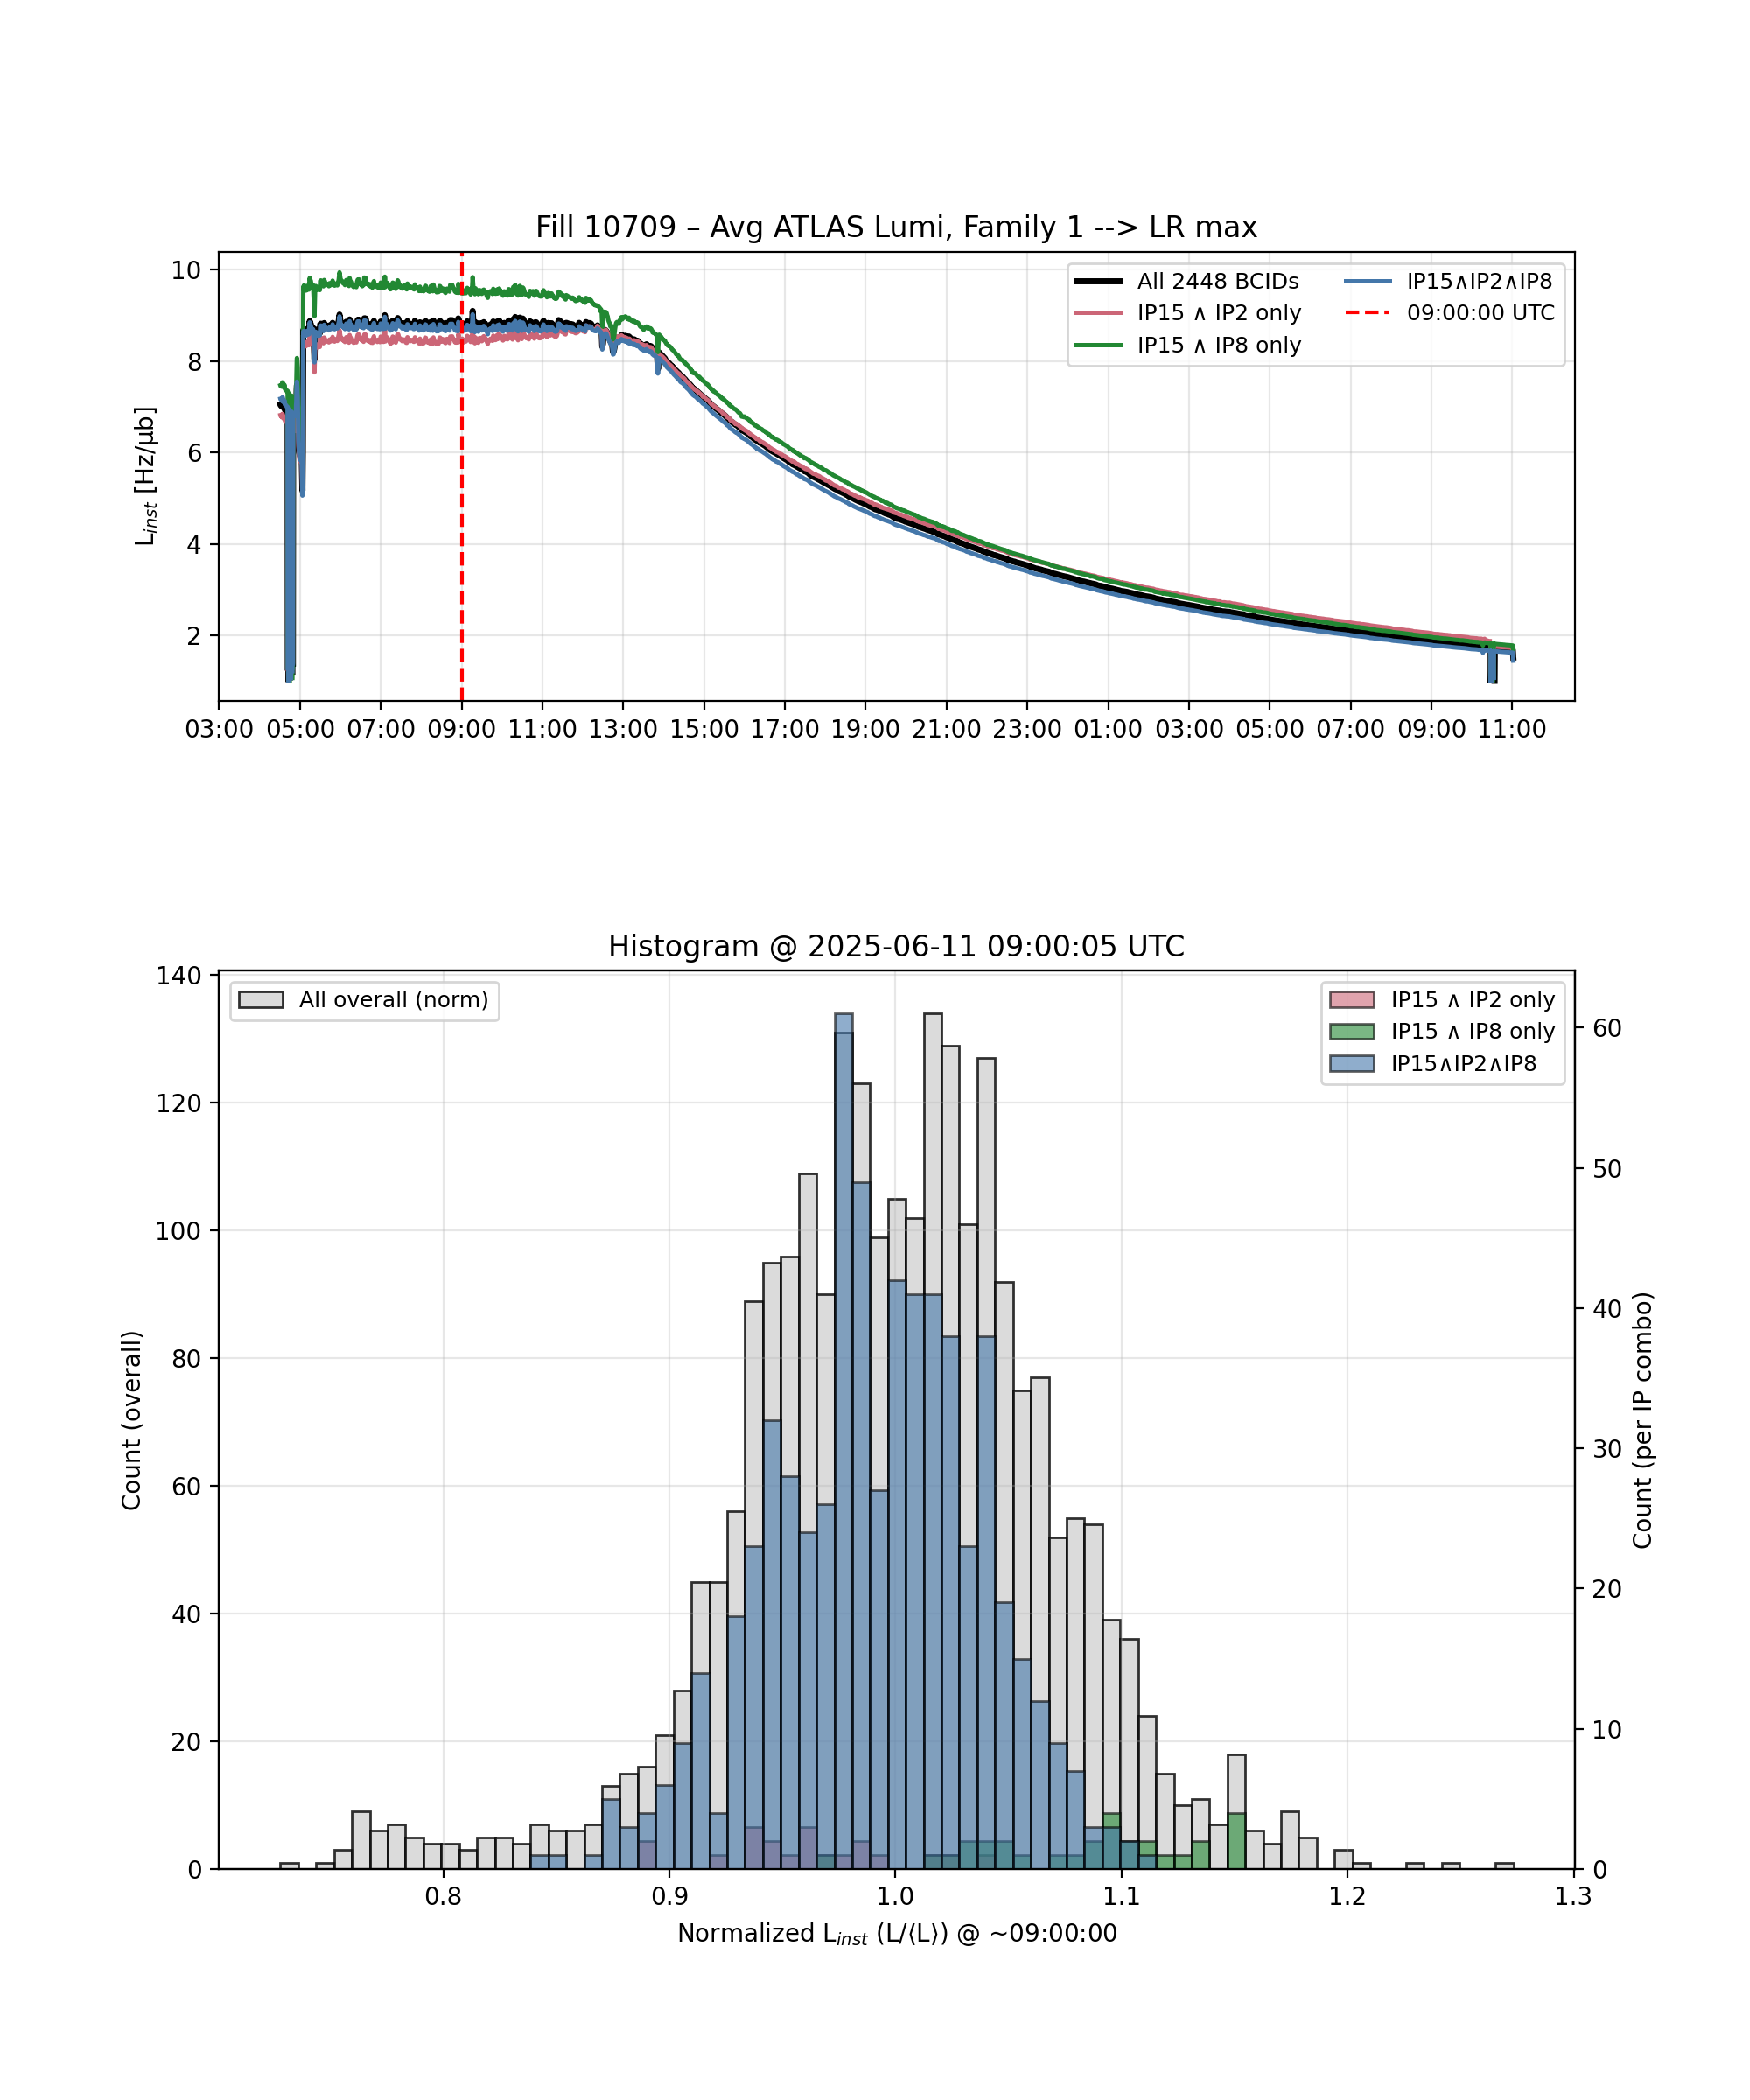 Fill 10709 – Avg ATLAS Lumi, Family 1 --> LR max
10
8
6
4
2
L_inst [Hz/μb]
All 2448 BCIDs
IP15 ∧ IP2 only
IP15 ∧ IP8 only
IP15∧IP2∧IP8
09:00:00 UTC
03:00 05:00 07:00 09:00 11:00 13:00 15:00 17:00 19:00 21:00 23:00 01:00 03:00 05:00 07:00 09:00 11:00
Histogram @ 2025-06-11 09:00:05 UTC
140
120
100
80
60
40
20
0
Count (overall)
All overall (norm)
IP15 ∧ IP2 only
IP15 ∧ IP8 only
IP15∧IP2∧IP8
60
50
40
30
20
10
0
Count (per IP combo)
0.8 0.9 1.0 1.1 1.2 1.3
Normalized L_inst (L/⟨L⟩) @ ~09:00:00